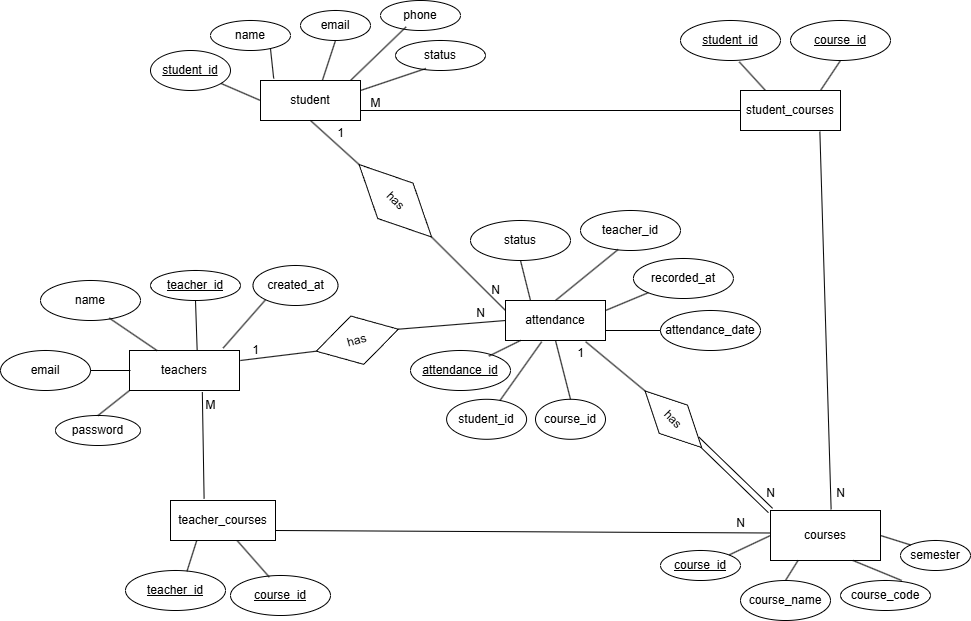 phone
email
name
status
student_id
student_id
course_id
student
M
student_courses
1
has
status
teacher_id
recorded_at
teacher_id
created_at
name
N
N
attendance
attendance_date
has
1
1
email
teachers
attendance_id
M
student_id
course_id
has
password
N
N
teacher_courses
N
courses
semester
course_id
teacher_id
course_id
course_name
course_code